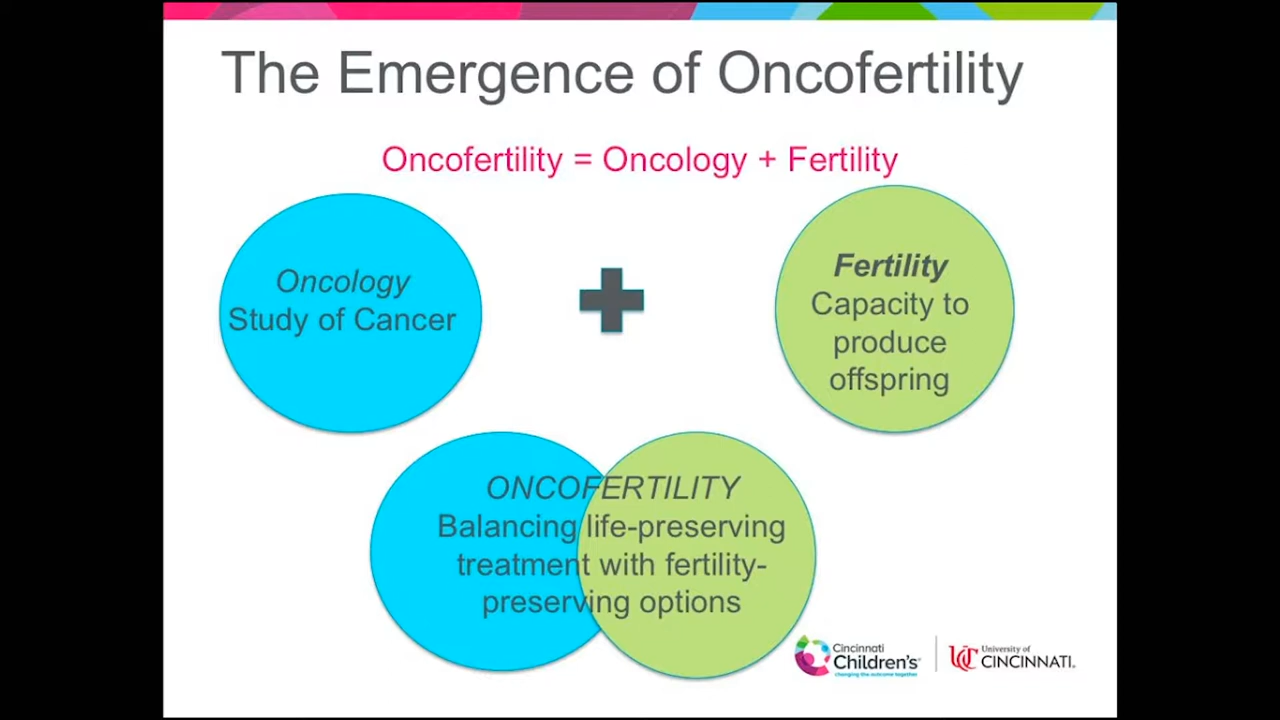 The Emergence of Oncofertility
Oncofertility = Oncology + Fertility
Oncology
Study of Cancer
Fertility
Capacity to
produce
offspring
ONCOFERTILITY
Balancing life-preserving
treatment with fertility-
preserving options
Cincinnati
Children's
changing the outcome together
University of
CINCINNATI